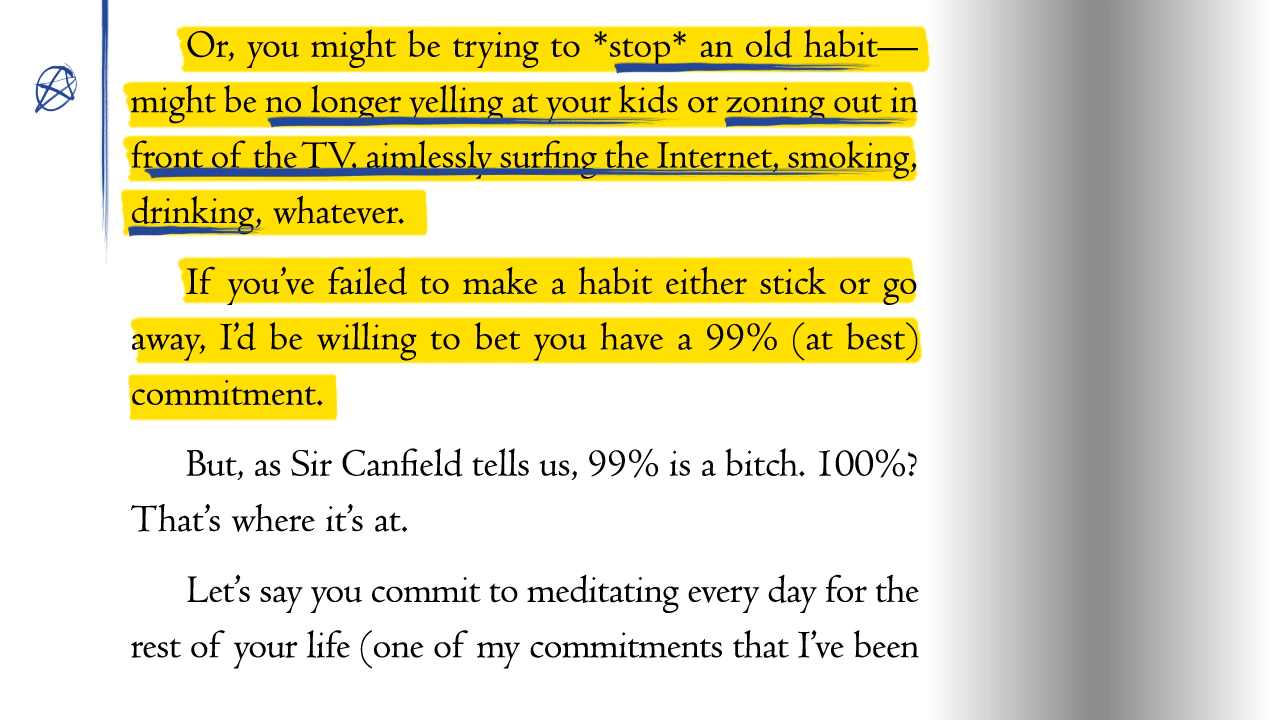 Or, you might be trying to *stop* an old habit—
might be no longer yelling at your kids or zoning out in
front of the TV, aimlessly surfing the Internet, smoking,
drinking, whatever.
If you’ve failed to make a habit either stick or go
away, I’d be willing to bet you have a 99% (at best)
commitment.
But, as Sir Canfield tells us, 99% is a bitch. 100%?
That’s where it’s at.
Let’s say you commit to meditating every day for the
rest of your life (one of my commitments that I’ve been